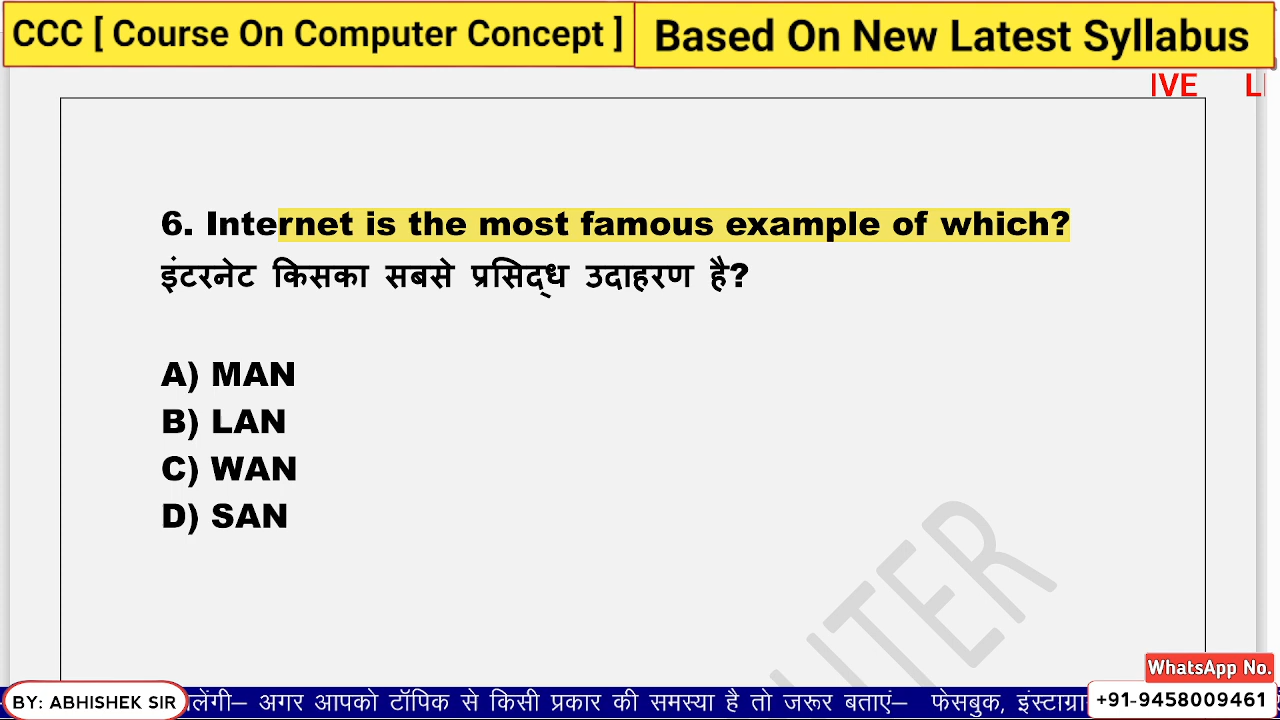 CCC [ Course On Computer Concept ] Based On New Latest Syllabus
IVE
6. Internet is the most famous example of which?
इंटरनेट किसका सबसे प्रसिद्ध उदाहरण है?
A) MAN
B) LAN
C) WAN
D) SAN
WhatsApp No.
BY: ABHISHEK SIR
लेंगी– अगर आपको टॉपिक से किसी प्रकार की समस्या है तो जरूर बताएं– फेसबुक, इंस्टाग्रा
+91-9458009461